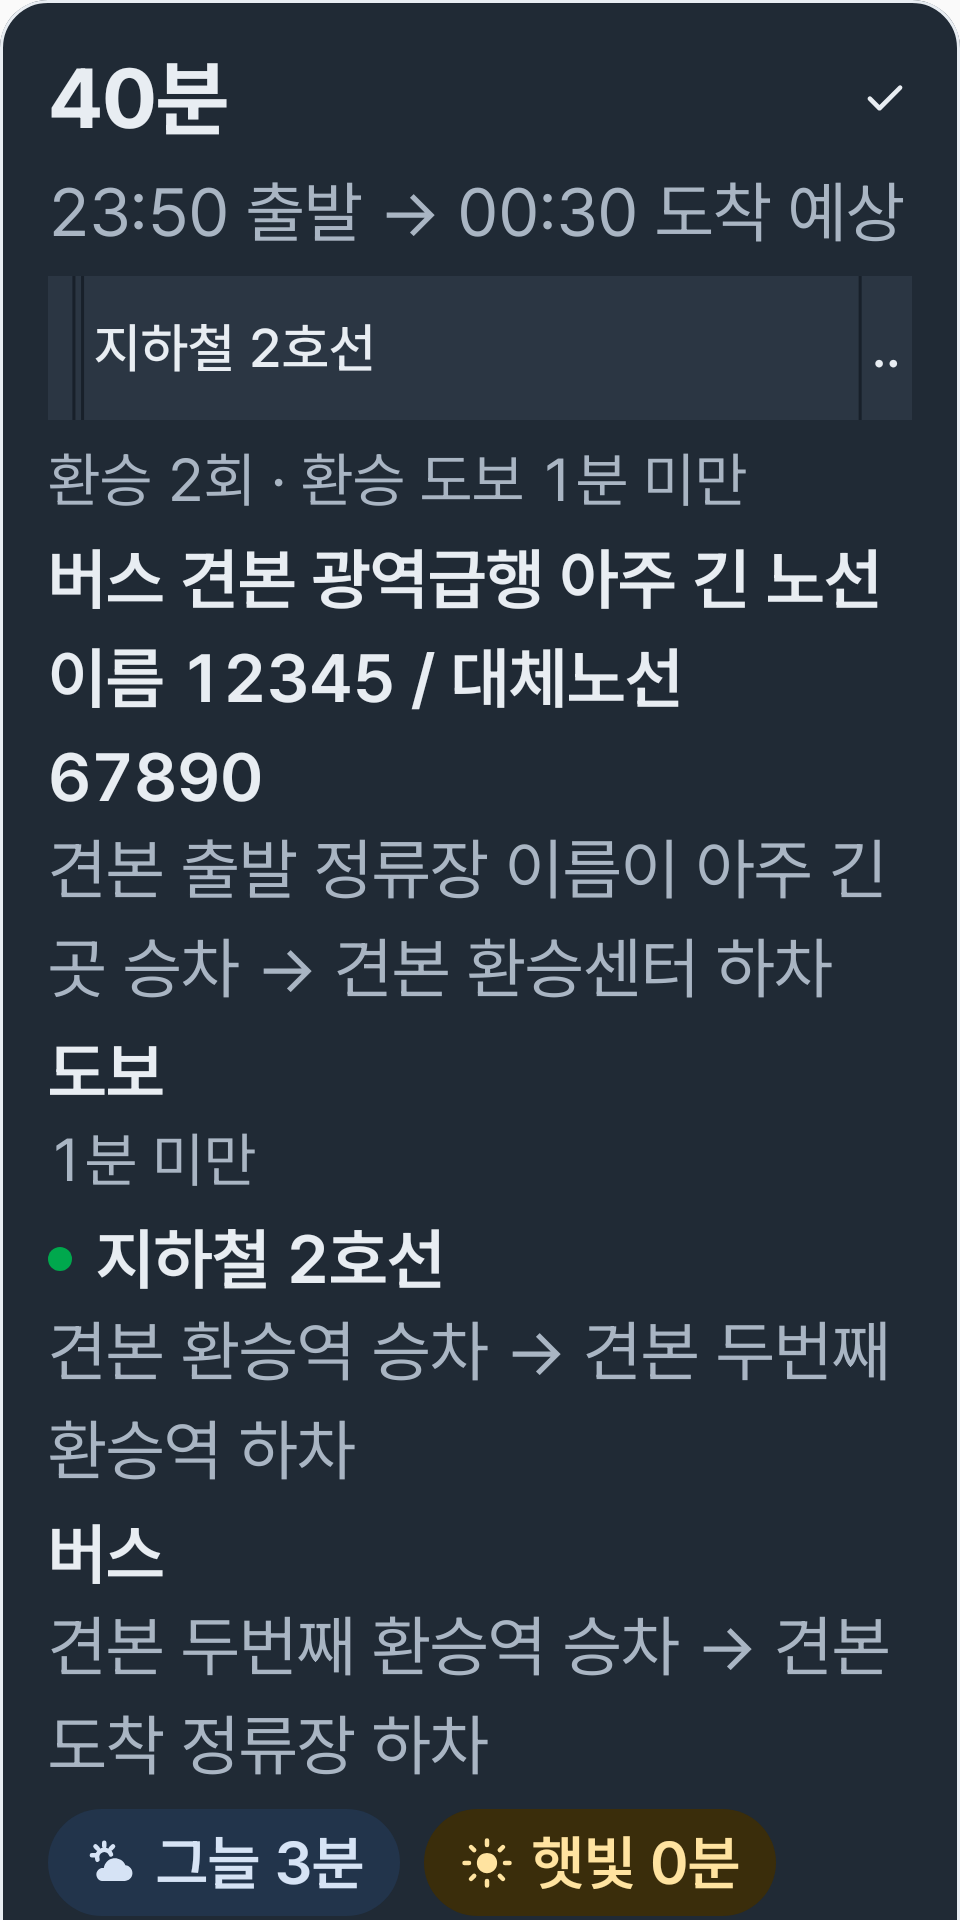 40분
23:50 출발 → 00:30 도착 예상
지하철 2호선
..
환승 2회 · 환승 도보 1분 미만
버스 견본 광역급행 아주 긴 노선
이름 12345 / 대체노선
67890
견본 출발 정류장 이름이 아주 긴
곳 승차 → 견본 환승센터 하차
도보
1분 미만
지하철 2호선
견본 환승역 승차 → 견본 두번째
환승역 하차
버스
견본 두번째 환승역 승차 → 견본
도착 정류장 하차
그늘 3분
햇빛 0분